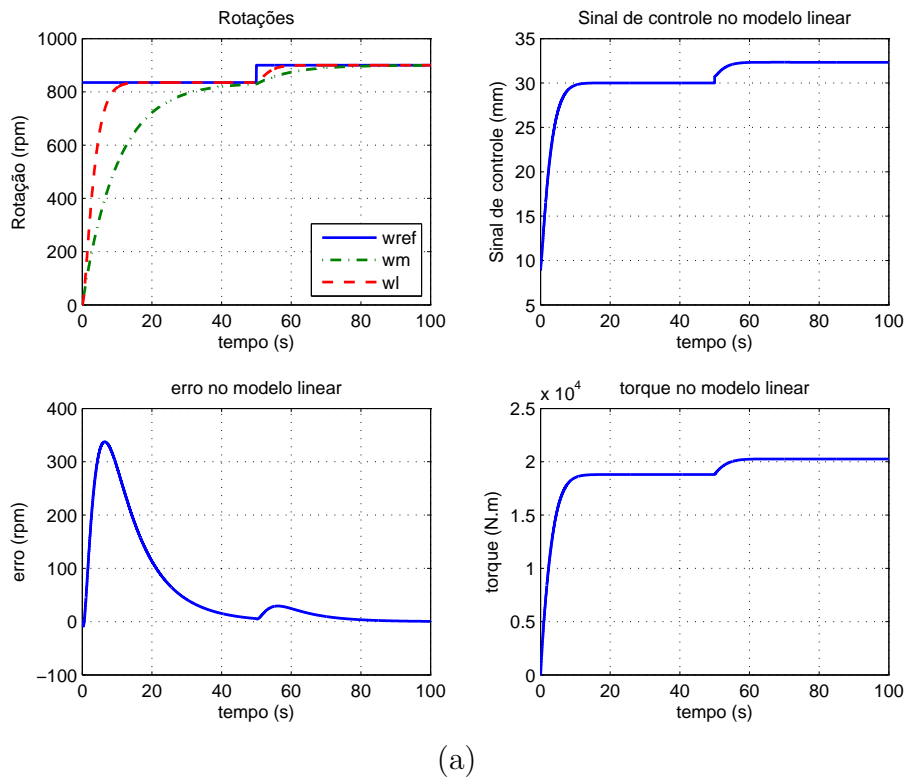 Rotações
Rotação (rpm)
1000
800
600
400
200
0
wref
wm
wl
0 20 40 60 80 100
tempo (s)
Sinal de controle no modelo linear
Sinal de controle (mm)
35
30
25
20
15
10
5
0 20 40 60 80 100
tempo (s)
erro no modelo linear
erro (rpm)
400
300
200
100
0
−100
0 20 40 60 80 100
tempo (s)
x 10⁴ torque no modelo linear
torque (N.m)
2.5
2
1.5
1
0.5
0
0 20 40 60 80 100
tempo (s)
(a)